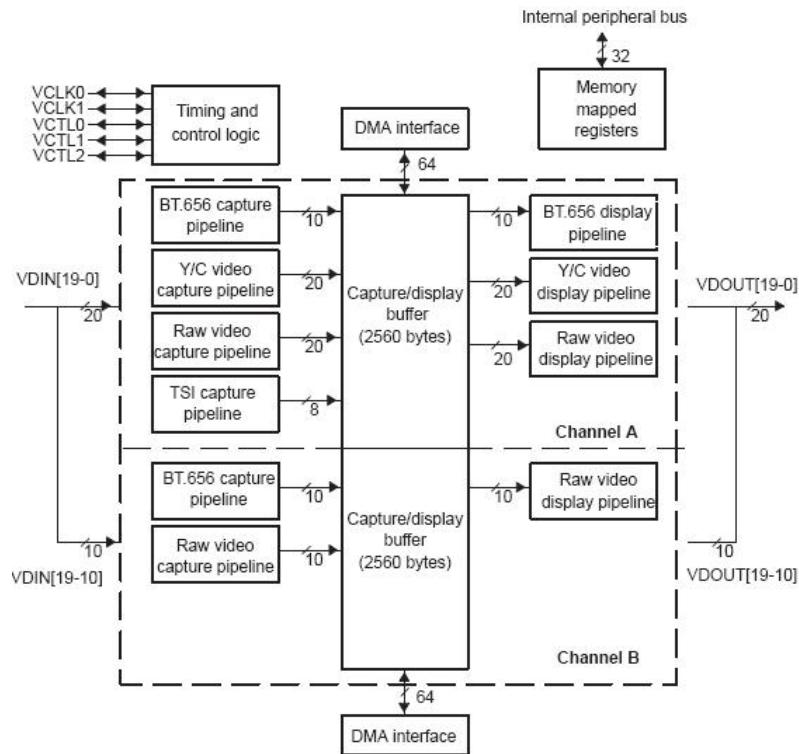 Internal peripheral bus
32
VCLK0
VCLK1
VCTL0
VCTL1
VCTL2
Timing and
control logic
DMA interface
Memory
mapped
registers
64
BT.656 capture
pipeline
10
10
BT.656 display
pipeline
VDIN[19-0]
20
Y/C video
capture pipeline
20
Capture/display
buffer
(2560 bytes)
20
Y/C video
display pipeline
VDOUT[19-0]
20
Raw video
capture pipeline
20
20
Raw video
display pipeline
TSI capture
pipeline
8
Channel A
BT.656 capture
pipeline
10
Capture/display
buffer
(2560 bytes)
10
Raw video
display pipeline
10
VDIN[19-10]
Raw video
capture pipeline
10
10
VDOUT[19-10]
Channel B
64
DMA interface